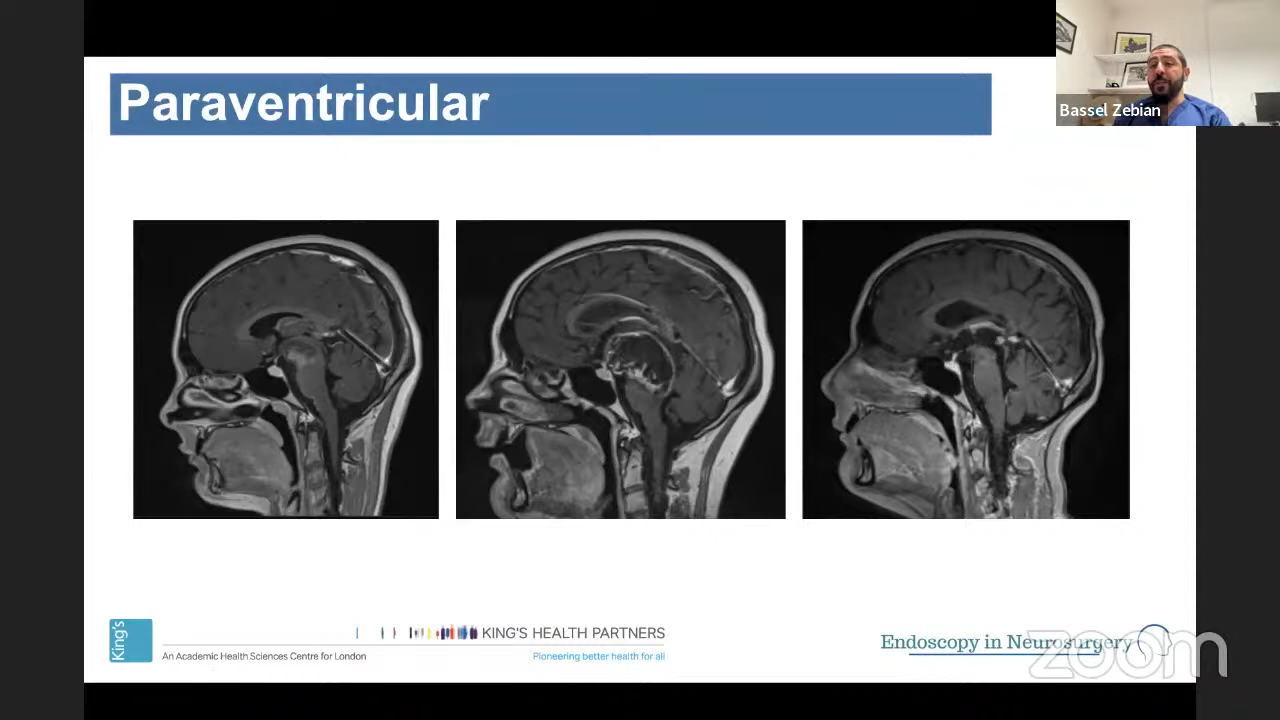 Paraventricular
Bassel Zebian
King's
KING'S HEALTH PARTNERS
An Academic Health Sciences Centre for London
Pioneering better health for all
Endoscopy in Neurosurgery
zoom